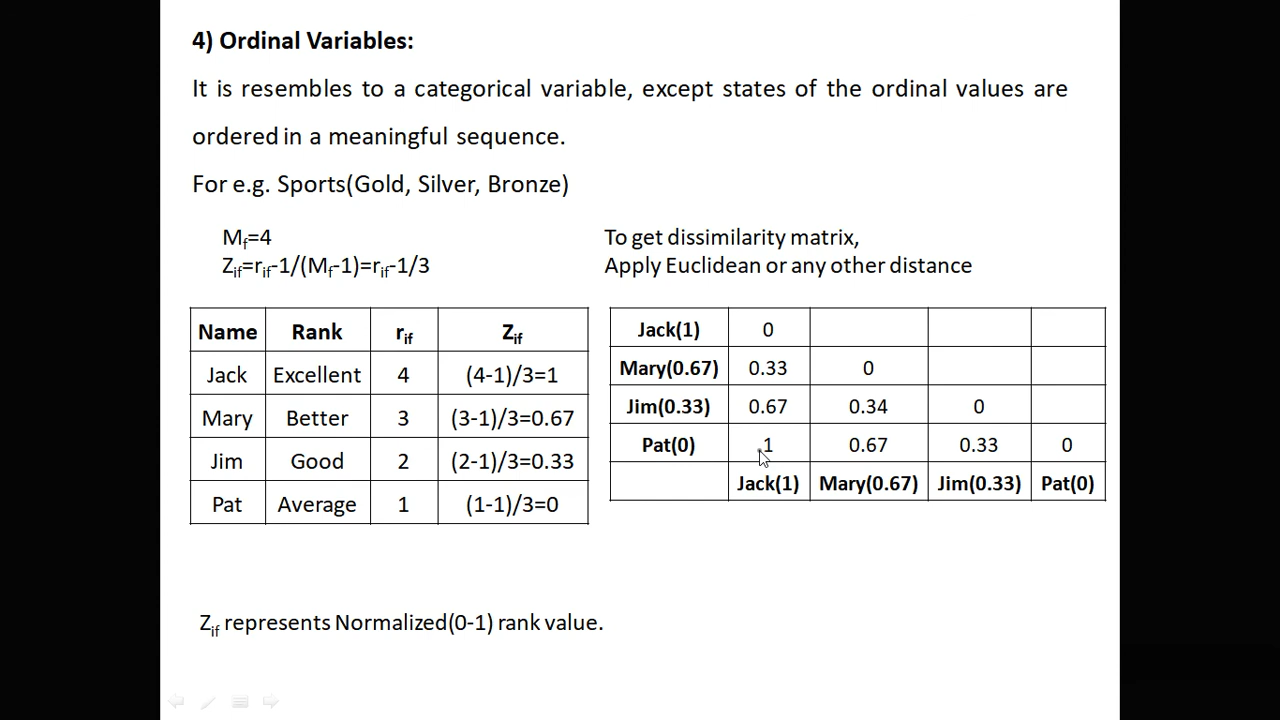 4) Ordinal Variables:
It is resembles to a categorical variable, except states of the ordinal values are
ordered in a meaningful sequence.
For e.g. Sports(Gold, Silver, Bronze)
Mf=4
Zif=rif-1/(Mf-1)=rif-1/3
To get dissimilarity matrix,
Apply Euclidean or any other distance
Name Rank rif Zif
Jack Excellent 4 (4-1)/3=1
Mary Better 3 (3-1)/3=0.67
Jim Good 2 (2-1)/3=0.33
Pat Average 1 (1-1)/3=0
Jack(1) 0
Mary(0.67) 0.33 0
Jim(0.33) 0.67 0.34 0
Pat(0) 1 0.67 0.33 0
Jack(1) Mary(0.67) Jim(0.33) Pat(0)
Zif represents Normalized(0-1) rank value.